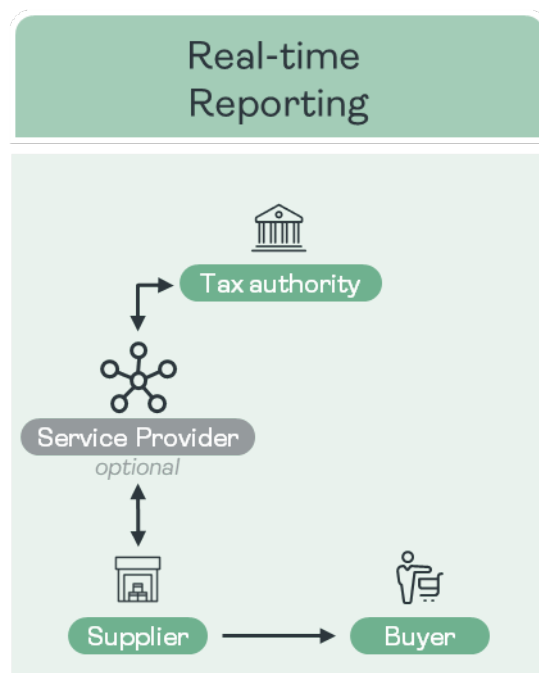 Real-time
Reporting
Tax authority
Service Provider
optional
Supplier
Buyer